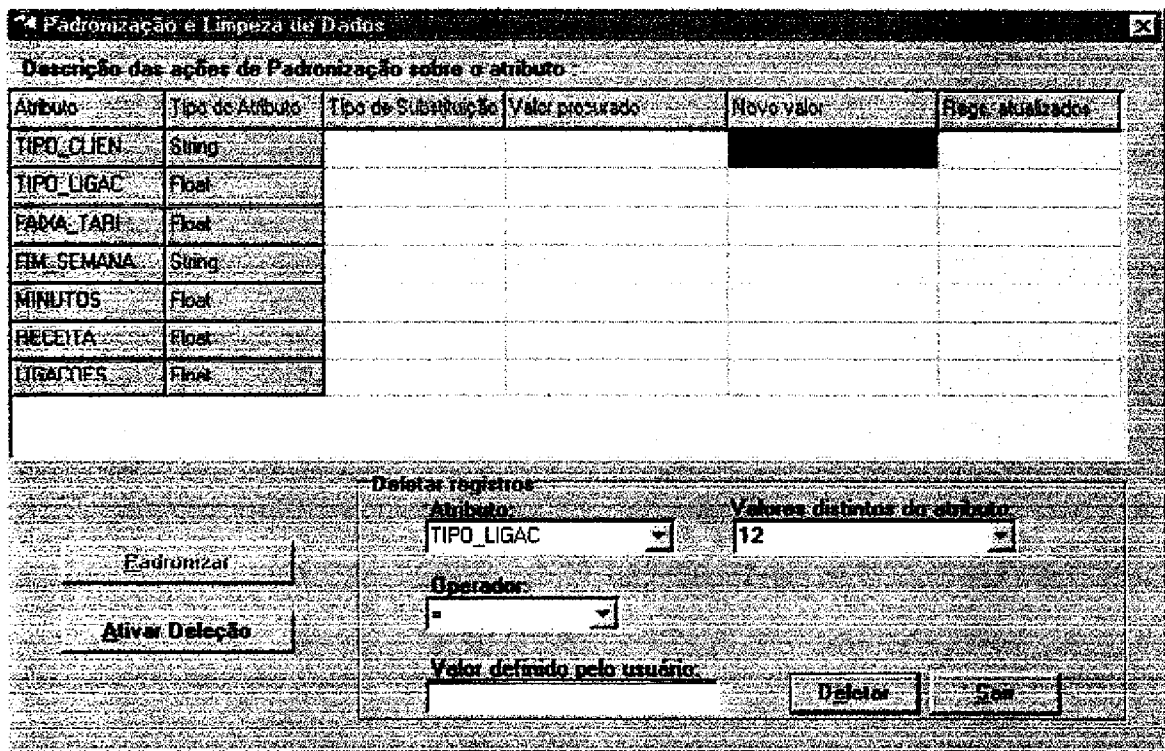 Padronização e Limpeza de Dados
Descrição das ações de Padronização sobre o atributo
Atributo Tipo do Atributo Tipo de Substituição Valor procurado Novo valor Regs. atualizados
TIPO_CLIEN String
TIPO_LIGAC Float
FAIXA_TARI Float
FIM_SEMANA String
MINUTOS Float
RECEITA Float
LIGACOES Float
Deletar registros
Atributo: Valores distintos do atributo:
TIPO_LIGAC 12
Padronizar
Operador:
=
Ativar Deleção
Valor definido pelo usuário:
Deletar Sair